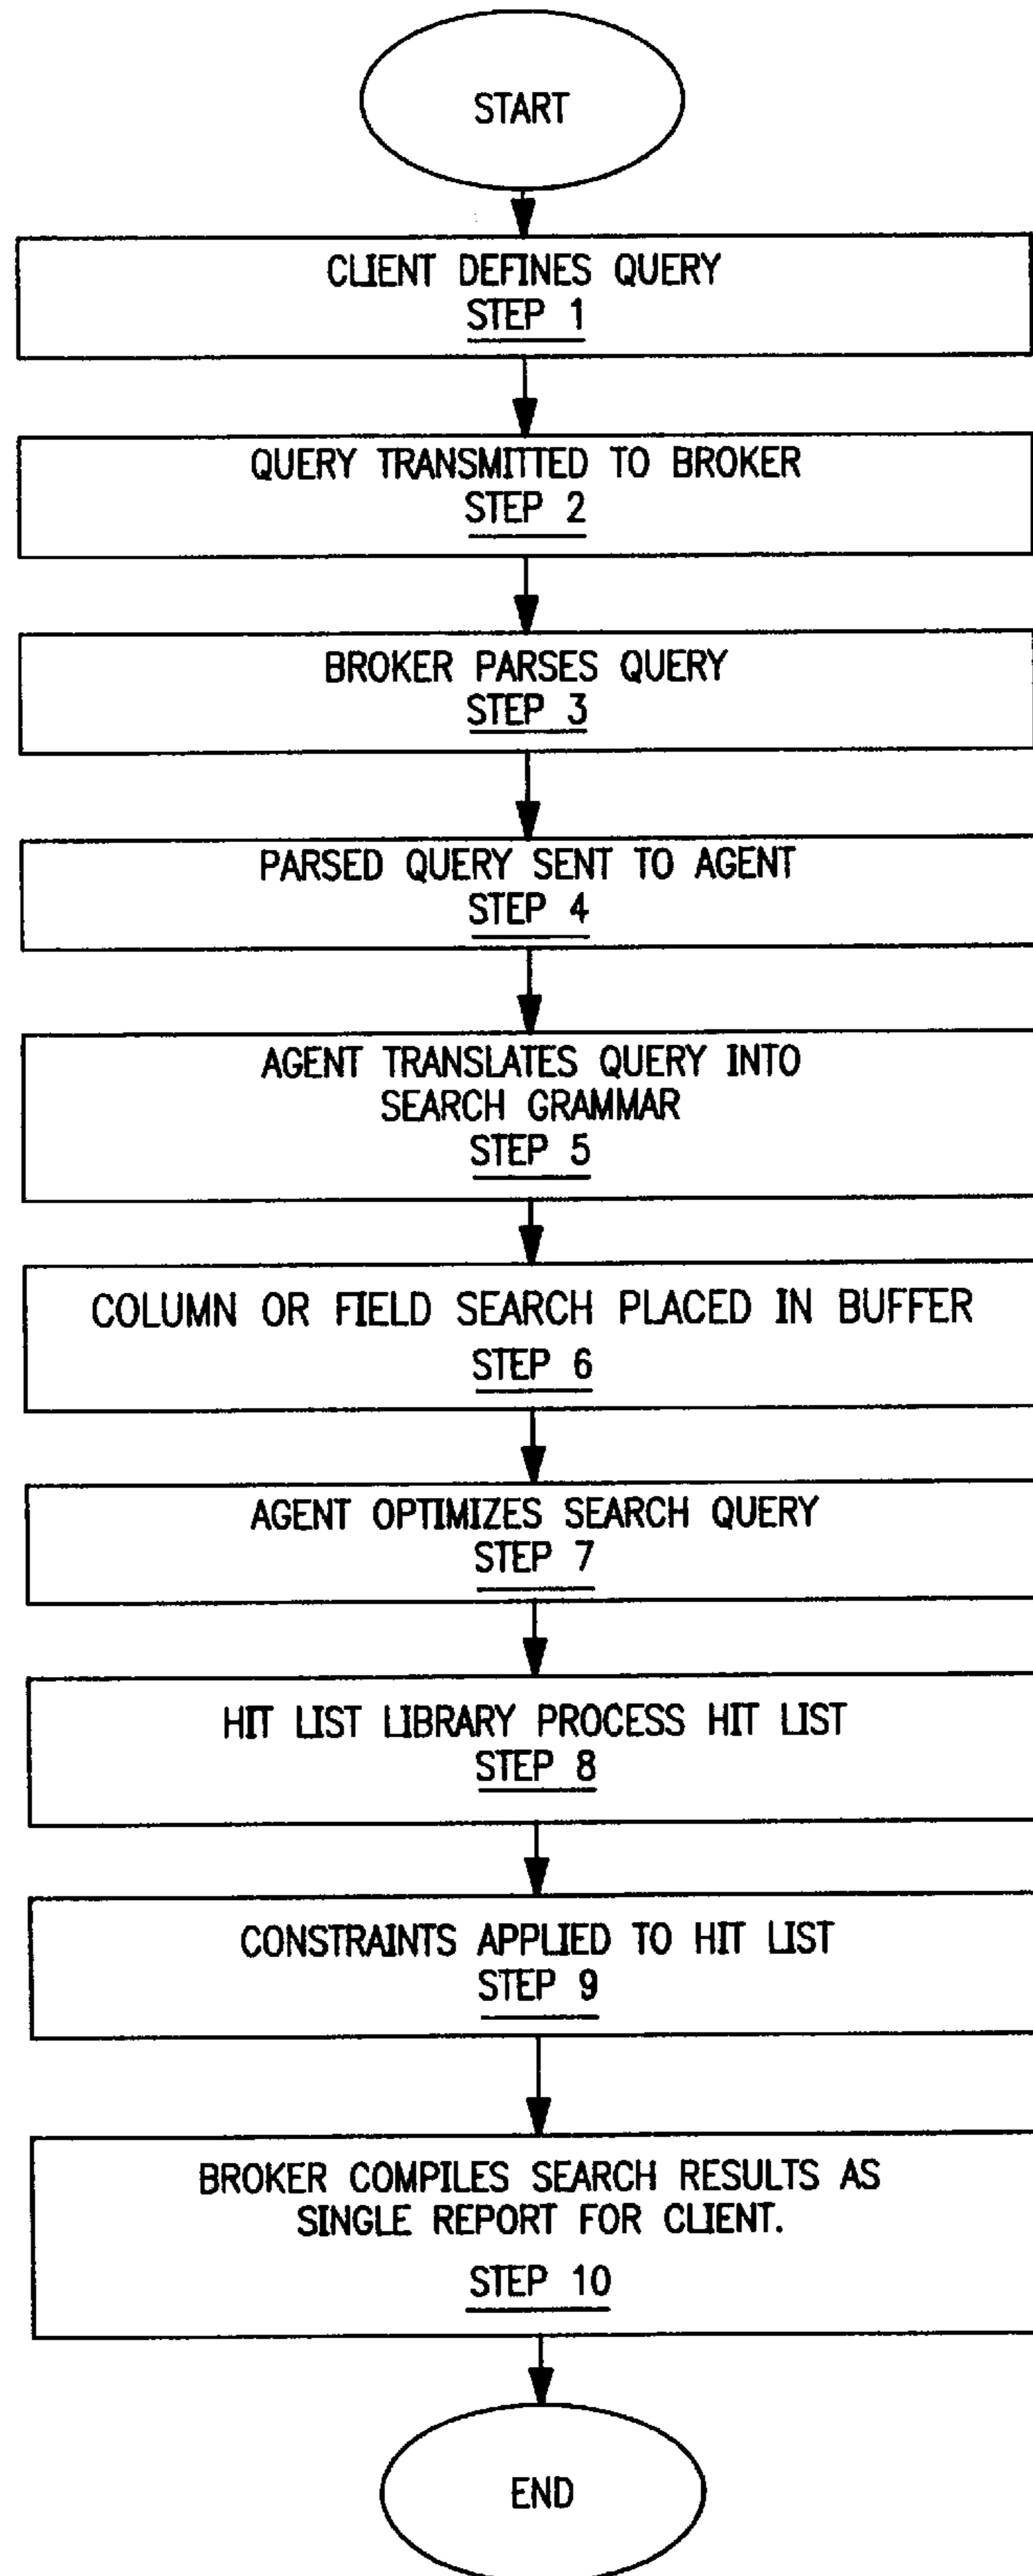 START
CLIENT DEFINES QUERY
STEP 1
QUERY TRANSMITTED TO BROKER
STEP 2
BROKER PARSES QUERY
STEP 3
PARSED QUERY SENT TO AGENT
STEP 4
AGENT TRANSLATES QUERY INTO
SEARCH GRAMMAR
STEP 5
COLUMN OR FIELD SEARCH PLACED IN BUFFER
STEP 6
AGENT OPTIMIZES SEARCH QUERY
STEP 7
HIT LIST LIBRARY PROCESS HIT LIST
STEP 8
CONSTRAINTS APPLIED TO HIT LIST
STEP 9
BROKER COMPILES SEARCH RESULTS AS
SINGLE REPORT FOR CLIENT.
STEP 10
END